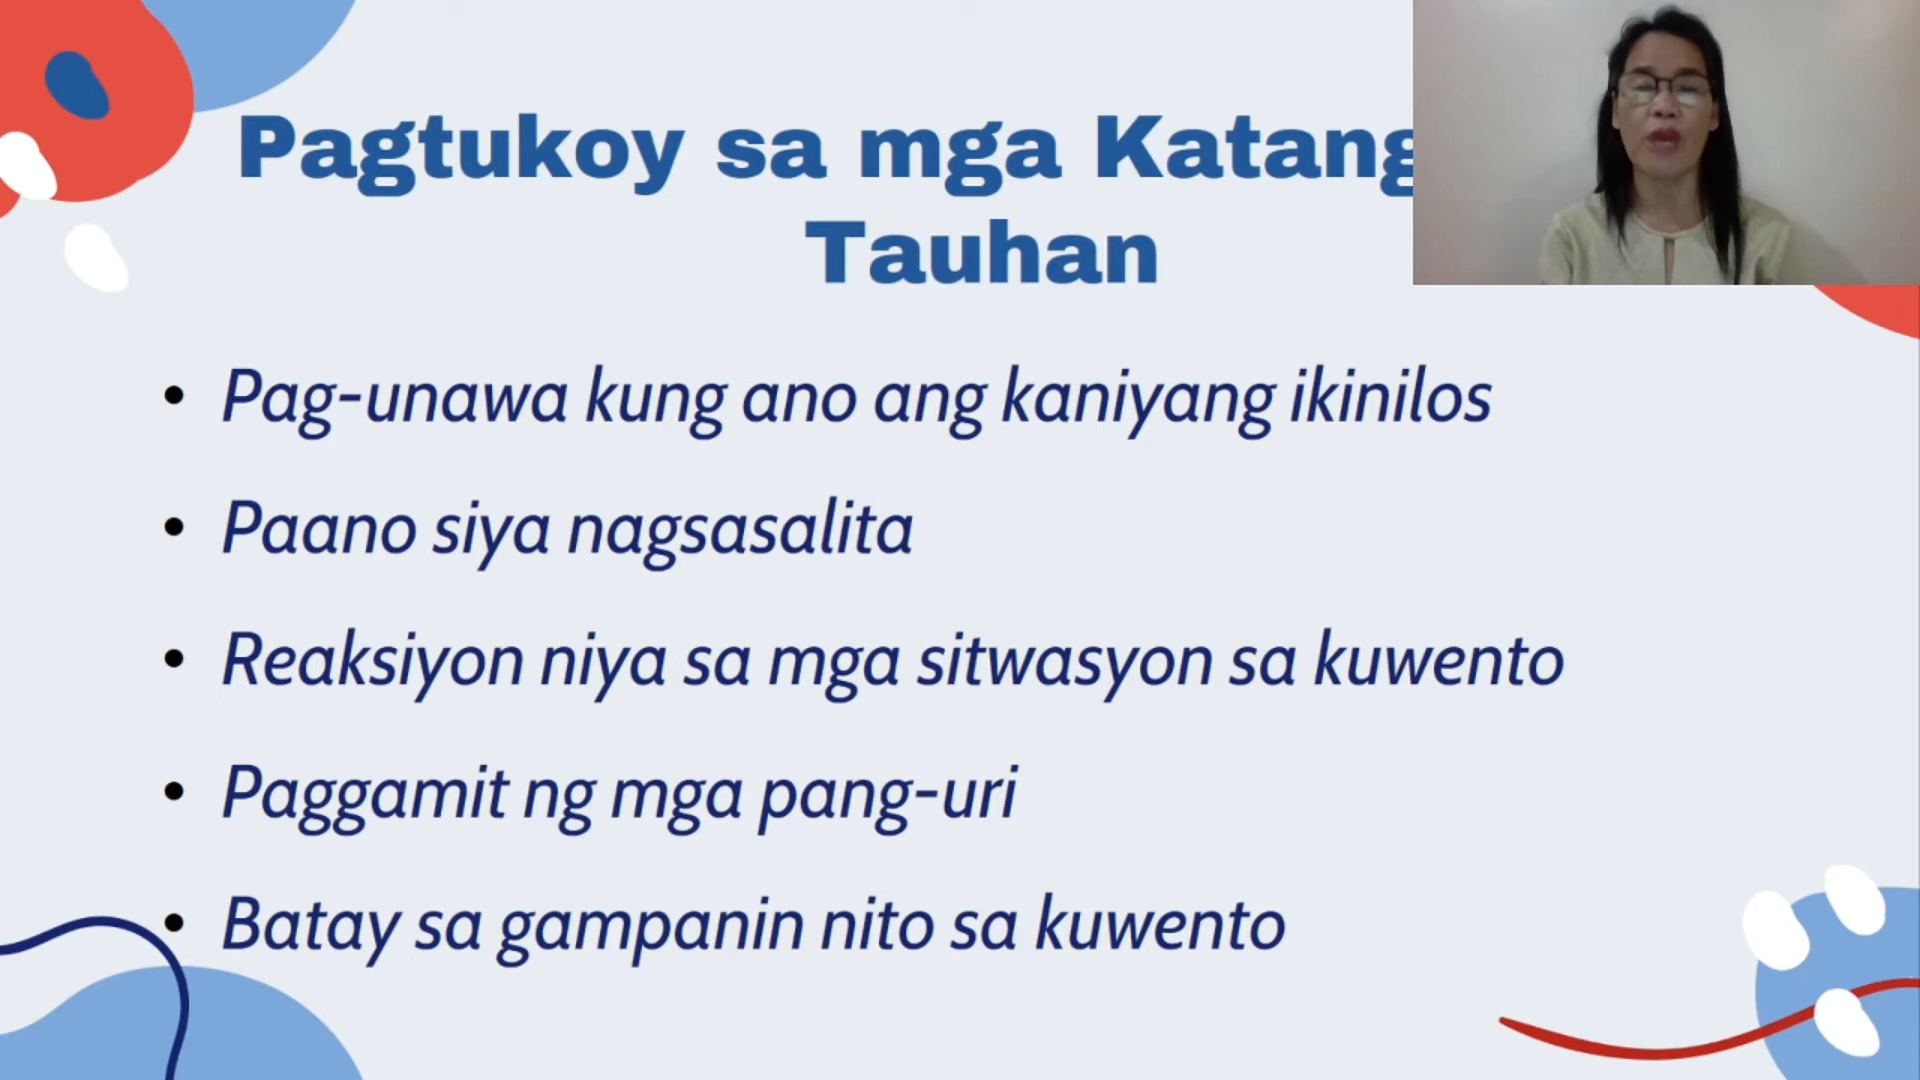 Pagtukoy sa mga
Tauhan
• Pag-unawa kung ano ang kaniyang ikinilos
• Paano siya nagsasalita
• Reaksiyon niya sa mga sitwasyon sa kuwento
• Paggamit ng mga pang-uri
• Batay sa gampanin nito sa kuwento